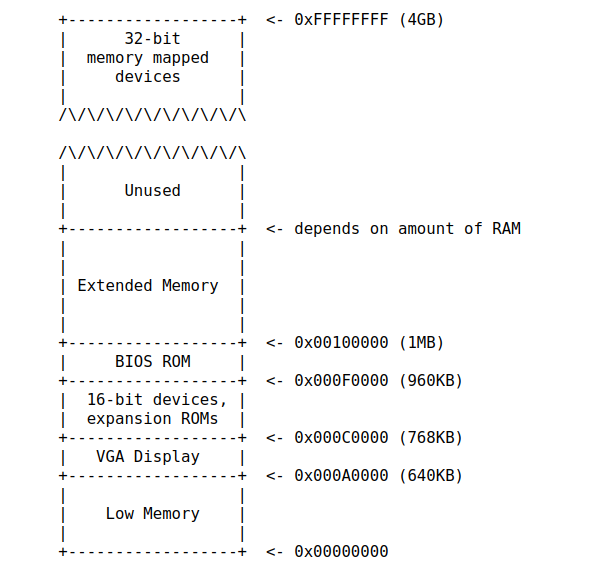 +------------------+  <- 0xFFFFFFFF (4GB)
|      32-bit      |
|  memory mapped   |
|     devices      |
|                  |
/\/\/\/\/\/\/\/\/\/\

/\/\/\/\/\/\/\/\/\/\
|                  |
|      Unused      |
|                  |
+------------------+  <- depends on amount of RAM
|                  |
|                  |
| Extended Memory  |
|                  |
|                  |
+------------------+  <- 0x00100000 (1MB)
|     BIOS ROM     |
+------------------+  <- 0x000F0000 (960KB)
|  16-bit devices, |
|  expansion ROMs  |
+------------------+  <- 0x000C0000 (768KB)
|   VGA Display    |
+------------------+  <- 0x000A0000 (640KB)
|                  |
|    Low Memory    |
|                  |
+------------------+  <- 0x00000000